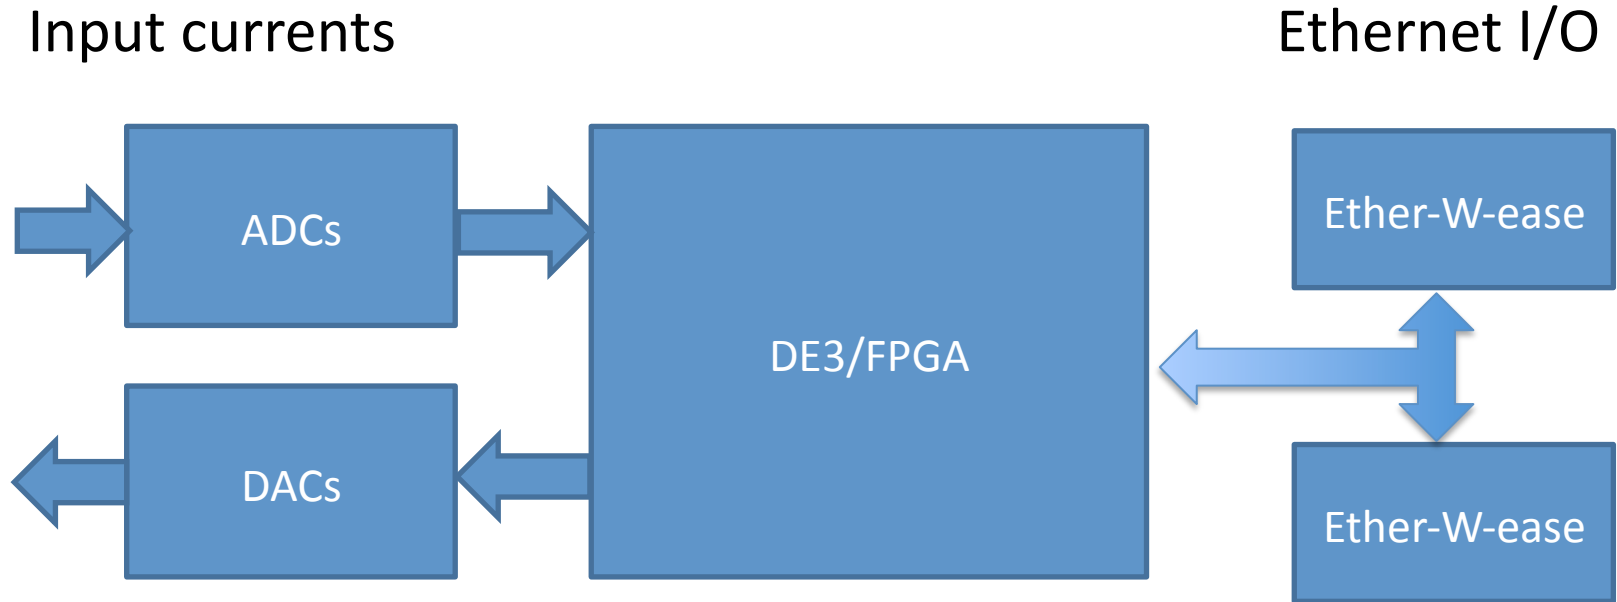 Input currents
Ethernet I/O
ADCs
Ether-W-ease
DE3/FPGA
DACs
Ether-W-ease